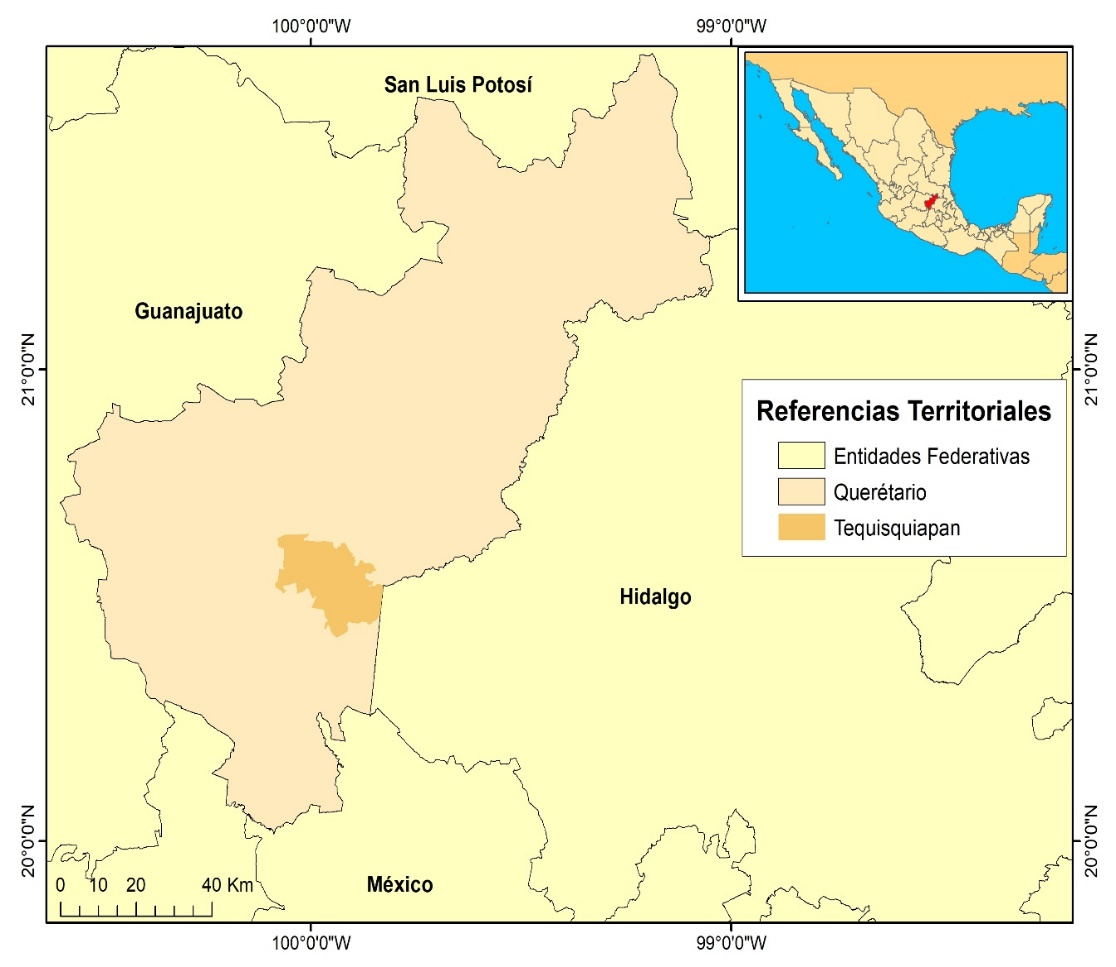 100°0'0"W 99°0'0"W
San Luis Potosí
Guanajuato
21°0'0"N
21°0'0"N
Referencias Territoriales
Entidades Federativas
Querétario
Tequisquiapan
Hidalgo
20°0'0"N
20°0'0"N
México
0 10 20 40 Km
100°0'0"W 99°0'0"W